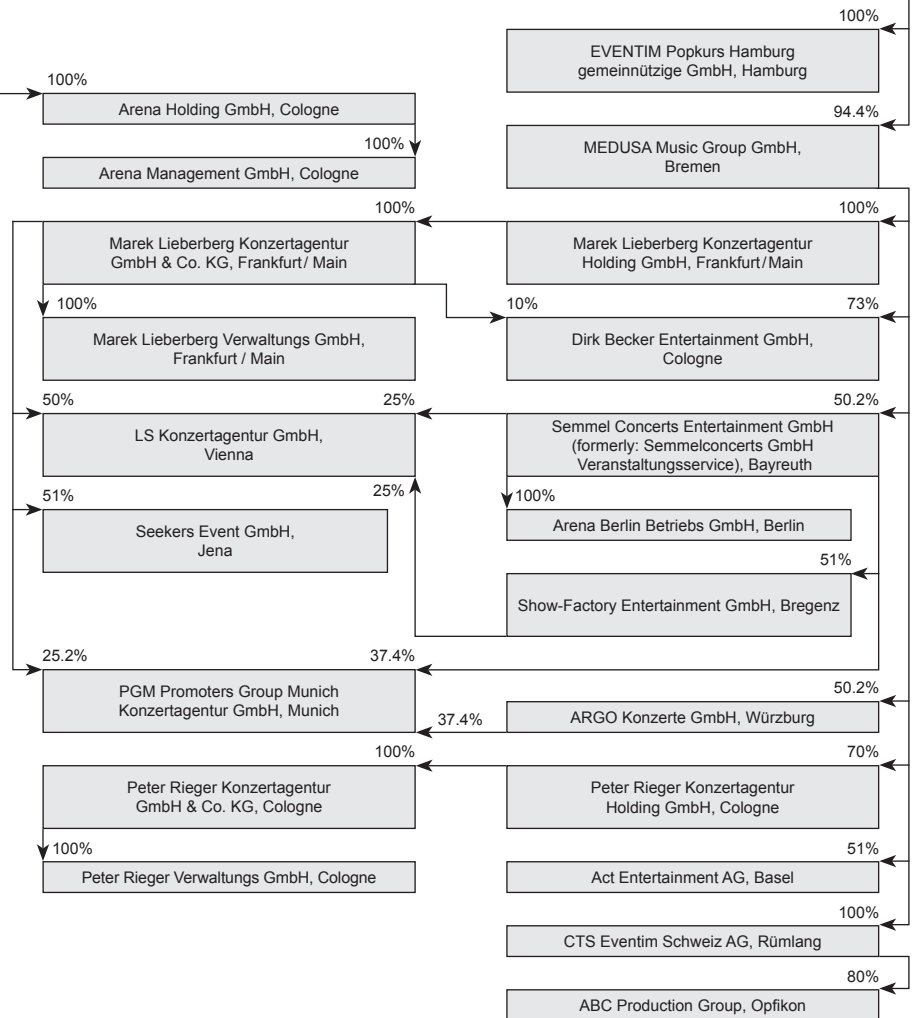 100%
EVENTIM Popkurs Hamburg
gemeinnützige GmbH, Hamburg
100%
Arena Holding GmbH, Cologne
94.4%
MEDUSA Music Group GmbH,
Bremen
100%
Arena Management GmbH, Cologne
100%
Marek Lieberberg Konzertagentur
GmbH & Co. KG, Frankfurt / Main
100%
Marek Lieberberg Konzertagentur
Holding GmbH, Frankfurt / Main
100%
Marek Lieberberg Verwaltungs GmbH,
Frankfurt / Main
10%
73%
Dirk Becker Entertainment GmbH,
Cologne
50%
25%
LS Konzertagentur GmbH,
Vienna
25%
50.2%
Semmel Concerts Entertainment GmbH
(formerly: Semmelconcerts GmbH
Veranstaltungsservice), Bayreuth
51%
Seekers Event GmbH,
Jena
100%
Arena Berlin Betriebs GmbH, Berlin
51%
Show-Factory Entertainment GmbH, Bregenz
25.2%
37.4%
PGM Promoters Group Munich
Konzertagentur GmbH, Munich
37.4%
50.2%
ARGO Konzerte GmbH, Würzburg
100%
Peter Rieger Konzertagentur
GmbH & Co. KG, Cologne
70%
Peter Rieger Konzertagentur
Holding GmbH, Cologne
100%
Peter Rieger Verwaltungs GmbH, Cologne
51%
Act Entertainment AG, Basel
100%
CTS Eventim Schweiz AG, Rümlang
80%
ABC Production Group, Opfikon